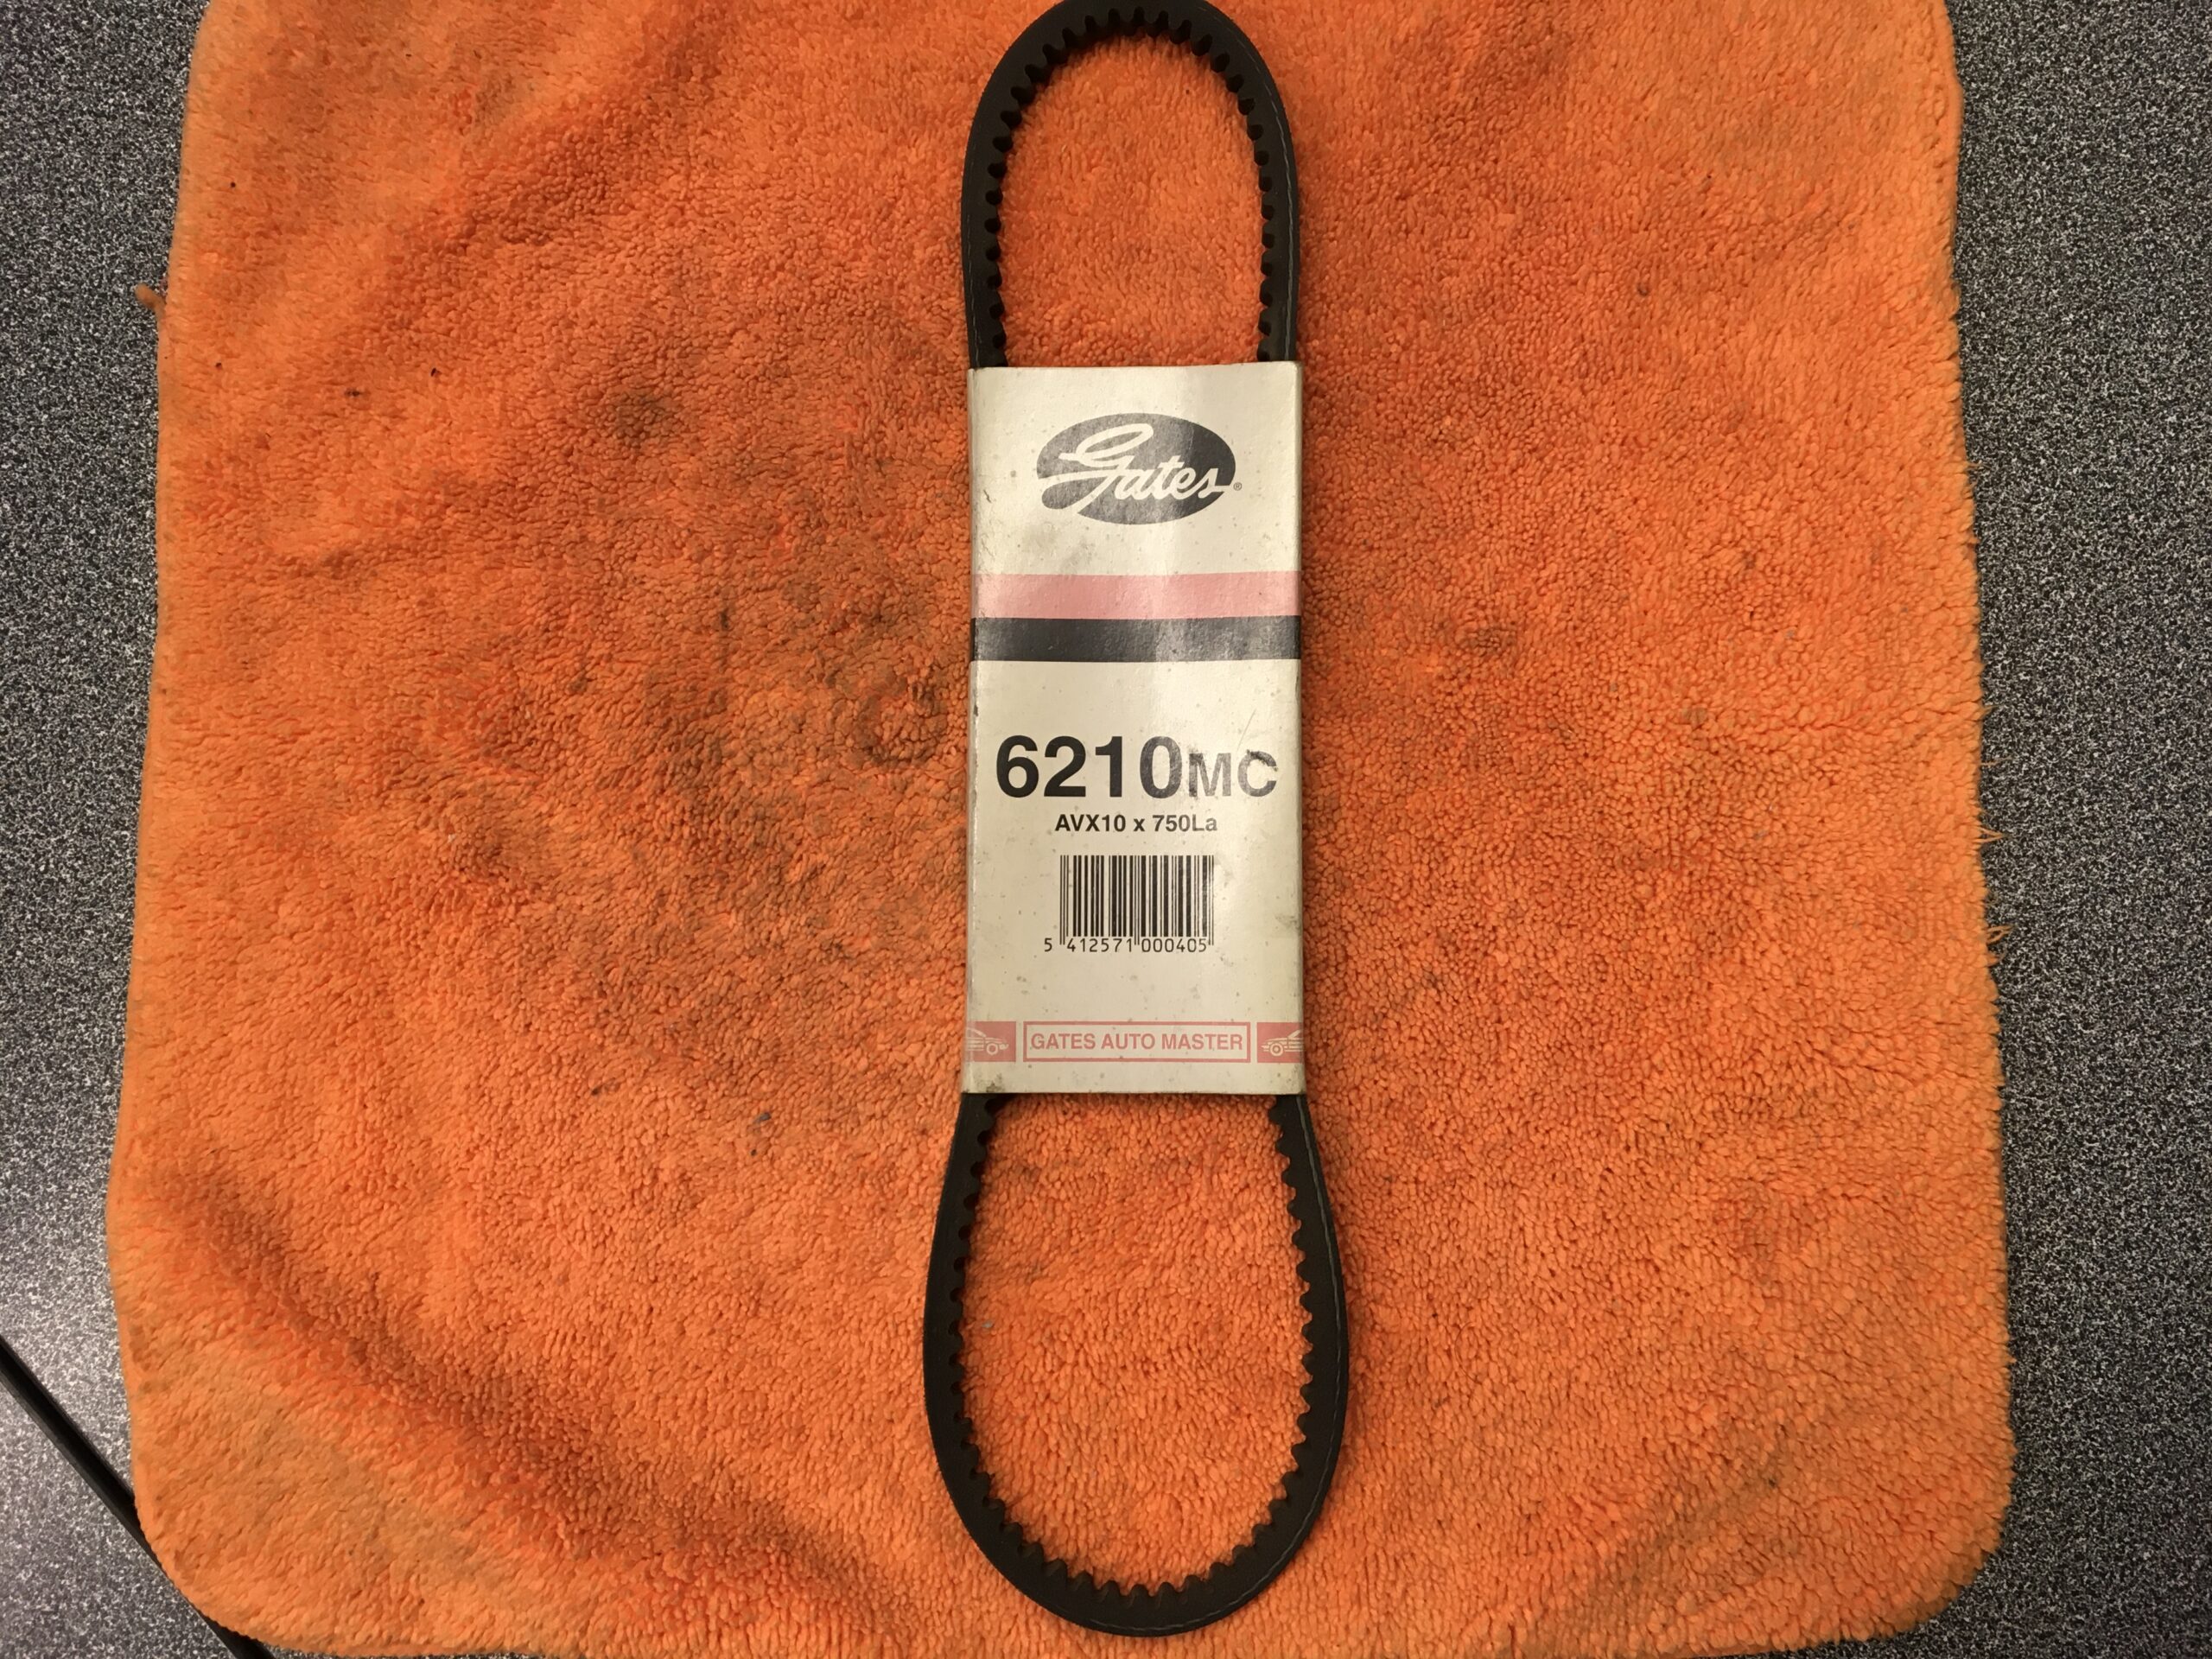 Gates®
6210MC
AVX10 x 750La
5 412571 000405
GATES AUTO MASTER